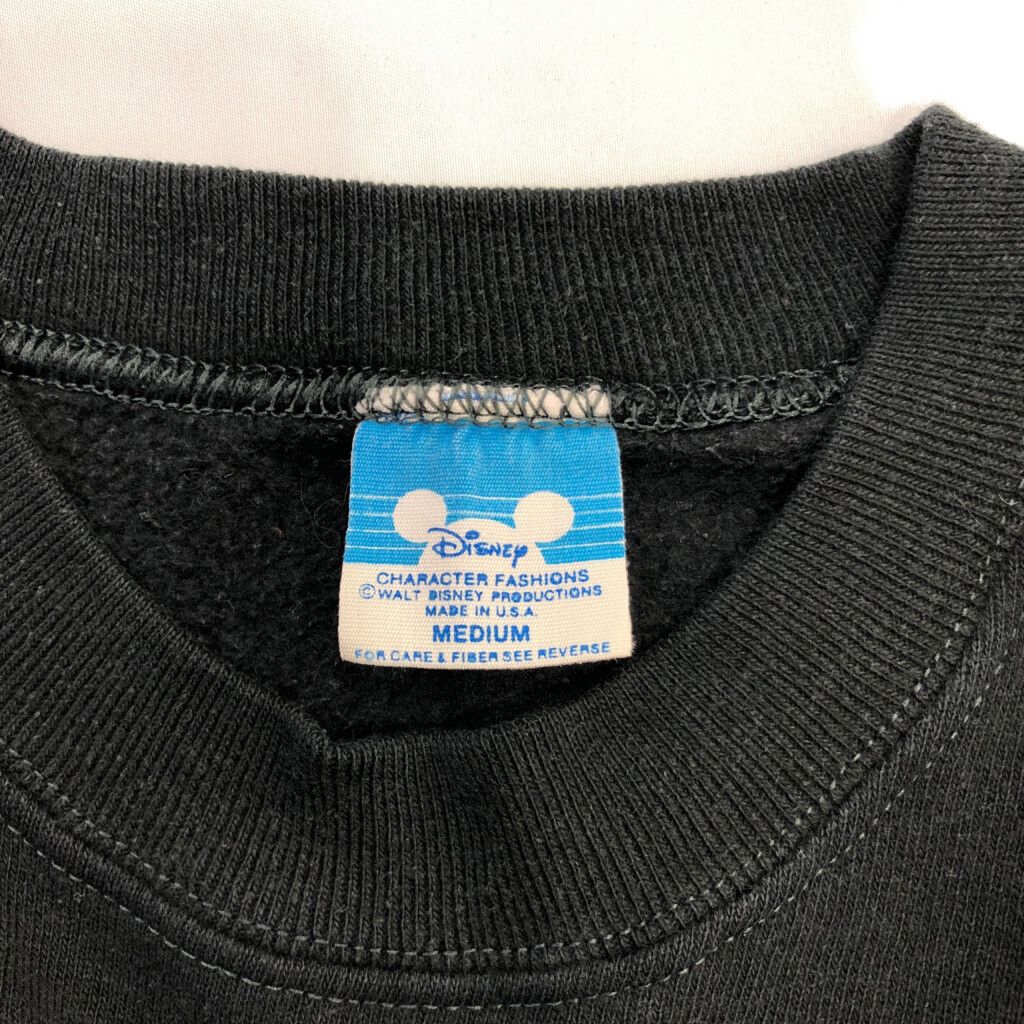 Disney
CHARACTER FASHIONS
©WALT DISNEY PRODUCTIONS
MADE IN U.S.A.
MEDIUM
FOR CARE & FIBER SEE REVERSE